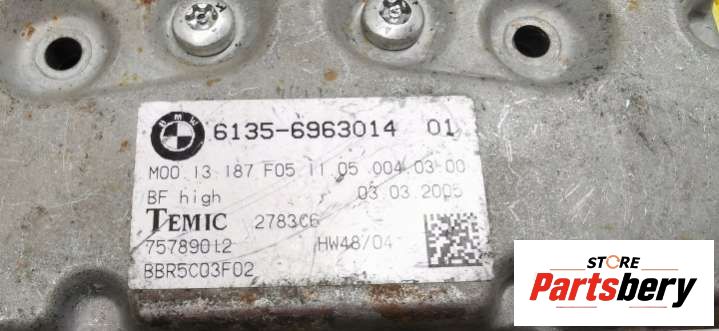 BMW
6135-6963014 01
M00 13 187 F05 11 05 004 03-00
BF high 03.03.2005
TEMIC 2783C6
75789012 HW48/04
BBR5C03F02
STORE
Partsbery